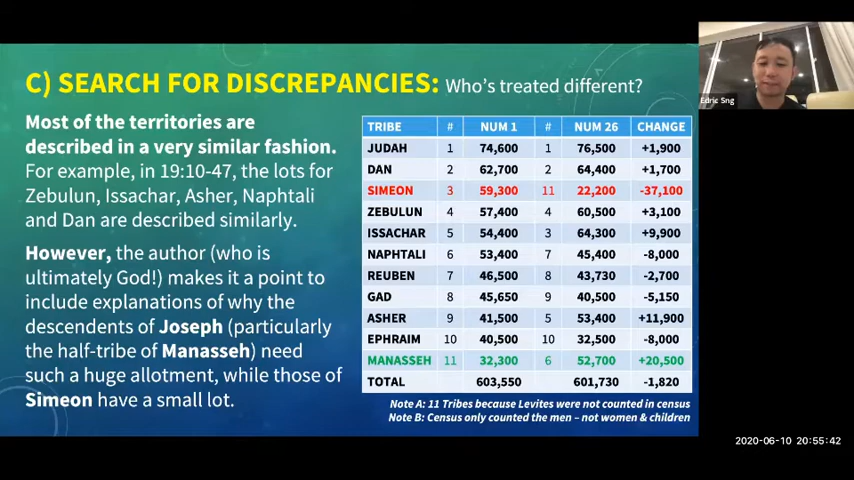 C) SEARCH FOR DISCREPANCIES: Who's treated different?
Most of the territories are
described in a very similar fashion.
For example, in 19:10-47, the lots for
Zebulun, Issachar, Asher, Naphtali
and Dan are described similarly.
However, the author (who is
ultimately God!) makes it a point to
include explanations of why the
descendents of Joseph (particularly
the half-tribe of Manasseh) need
such a huge allotment, while those of
Simeon have a small lot.
TRIBE # NUM 1 # NUM 26 CHANGE
JUDAH 1 74,600 1 76,500 +1,900
DAN 2 62,700 2 64,400 +1,700
SIMEON 3 59,300 11 22,200 -37,100
ZEBULUN 4 57,400 4 60,500 +3,100
ISSACHAR 5 54,400 3 64,300 +9,900
NAPHTALI 6 53,400 7 45,400 -8,000
REUBEN 7 46,500 8 43,730 -2,700
GAD 8 45,650 9 40,500 -5,150
ASHER 9 41,500 5 53,400 +11,900
EPHRAIM 10 40,500 10 32,500 -8,000
MANASSEH 11 32,300 6 52,700 +20,500
TOTAL 603,550 601,730 -1,820
Note A: 11 Tribes because Levites were not counted in census
Note B: Census only counted the men – not women & children
Edric Sng
2020-06-10 20:55:42